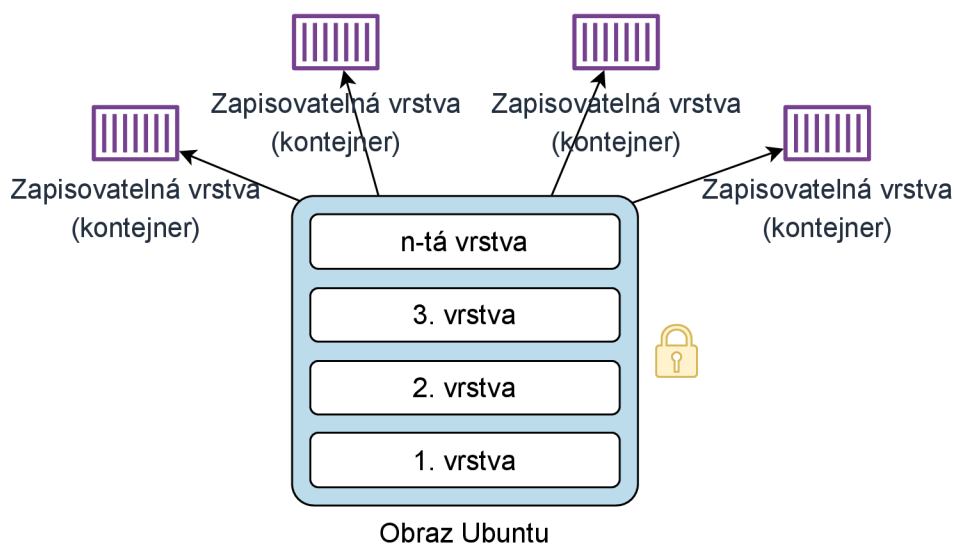 Zapisovatelná vrstva
(kontejner)
Zapisovatelná vrstva
(kontejner)
Zapisovatelná vrstva
(kontejner)
Zapisovatelná vrstva
(kontejner)
n-tá vrstva
3. vrstva
2. vrstva
1. vrstva
Obraz Ubuntu